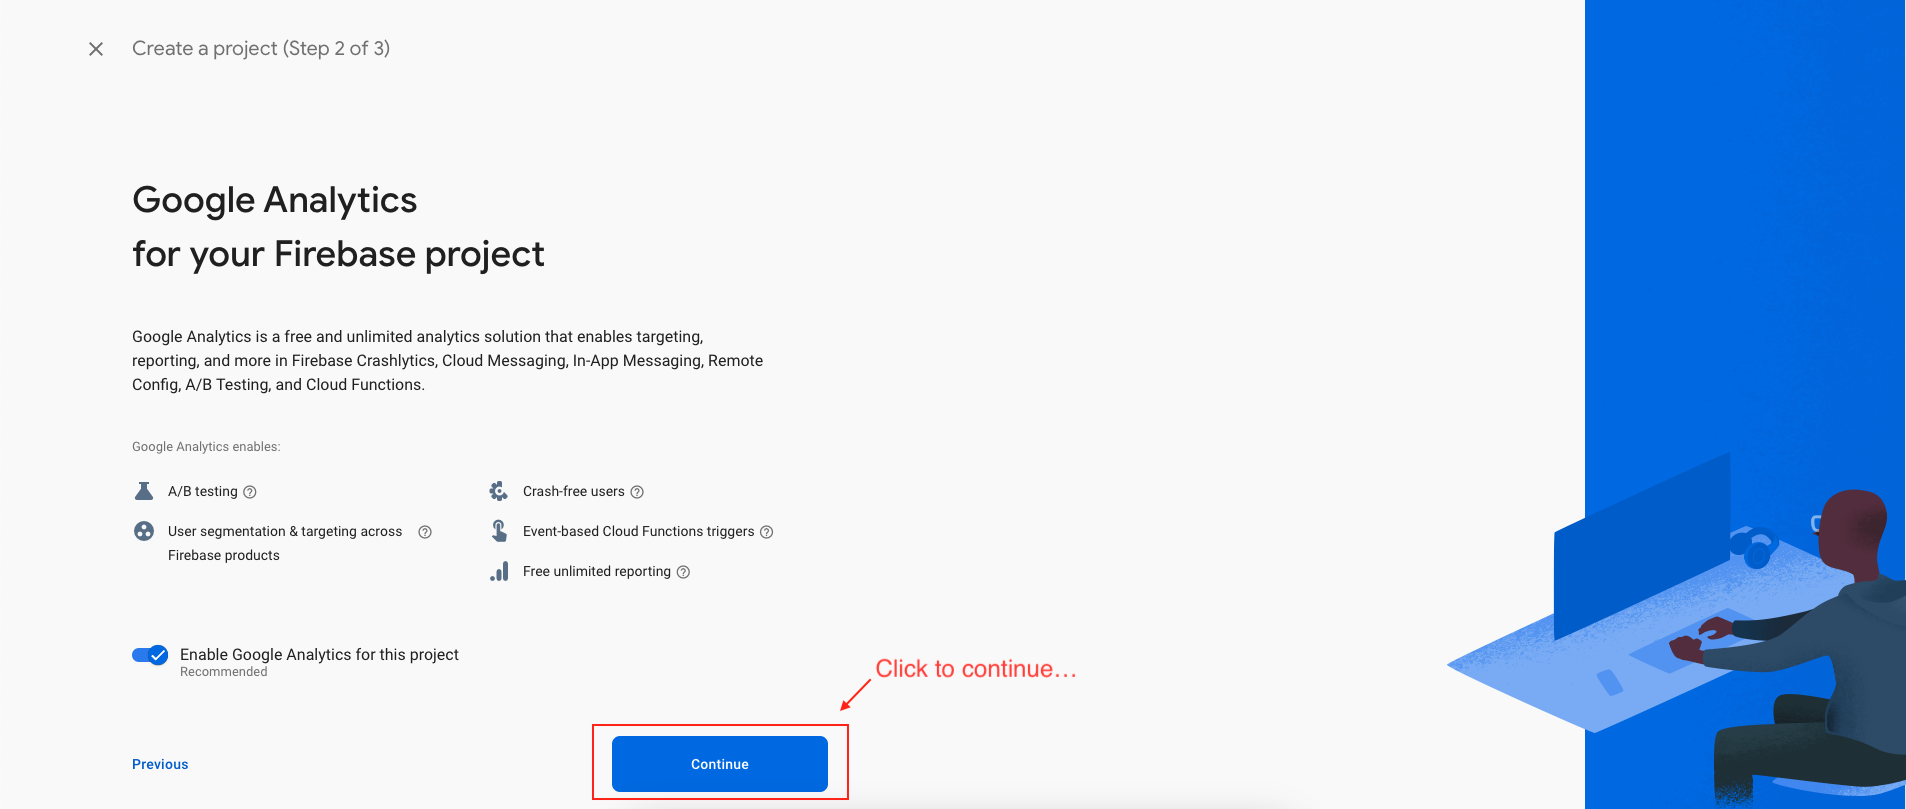 Create a project (Step 2 of 3)
Google Analytics
for your Firebase project
Google Analytics is a free and unlimited analytics solution that enables targeting,
reporting, and more in Firebase Crashlytics, Cloud Messaging, In-App Messaging, Remote
Config, A/B Testing, and Cloud Functions.
Google Analytics enables:
A/B testing
User segmentation & targeting across
Firebase products
Crash-free users
Event-based Cloud Functions triggers
Free unlimited reporting
Enable Google Analytics for this project
Recommended
Click to continue...
Previous
Continue